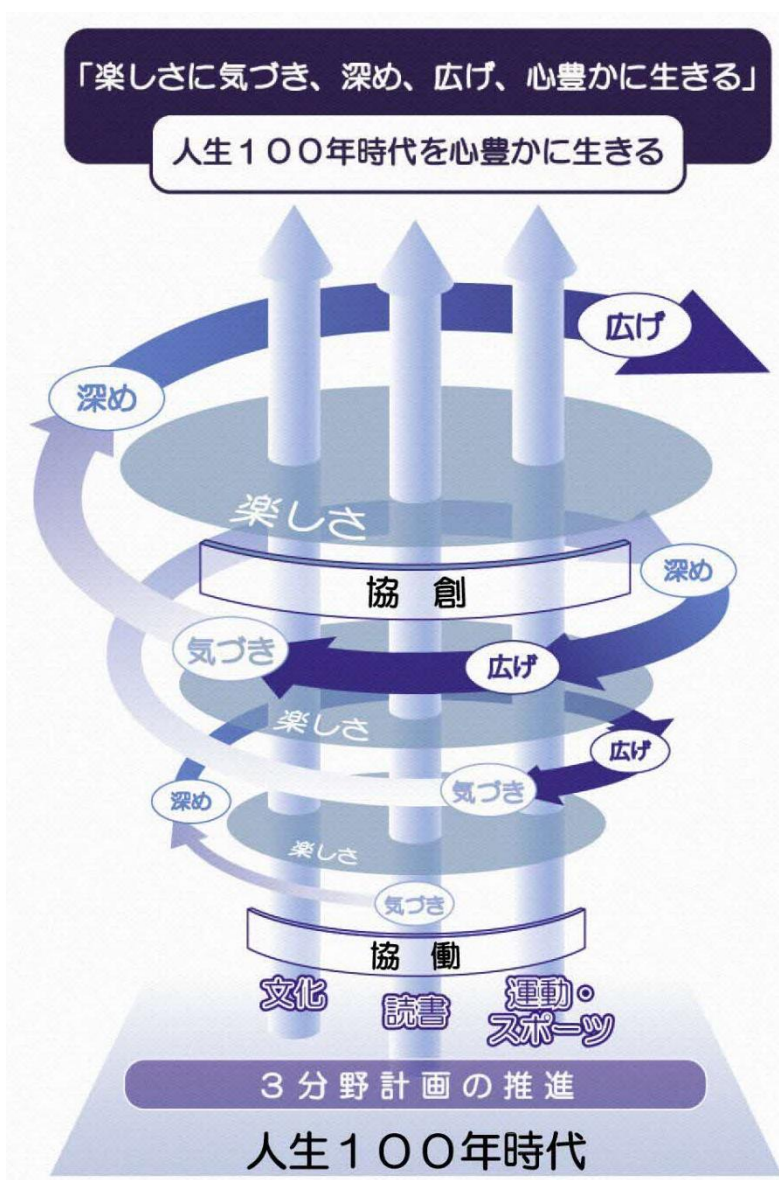 「楽しさに気づき、深め、広げ、心豊かに生きる」
人生１００年時代を心豊かに生きる
広げ
深め
楽しさ
深め
協創
気づき
広げ
楽しさ
広げ
深め
気づき
楽しさ
気づき
協働
文化
読書
運動・
スポーツ
３分野計画の推進
人生１００年時代